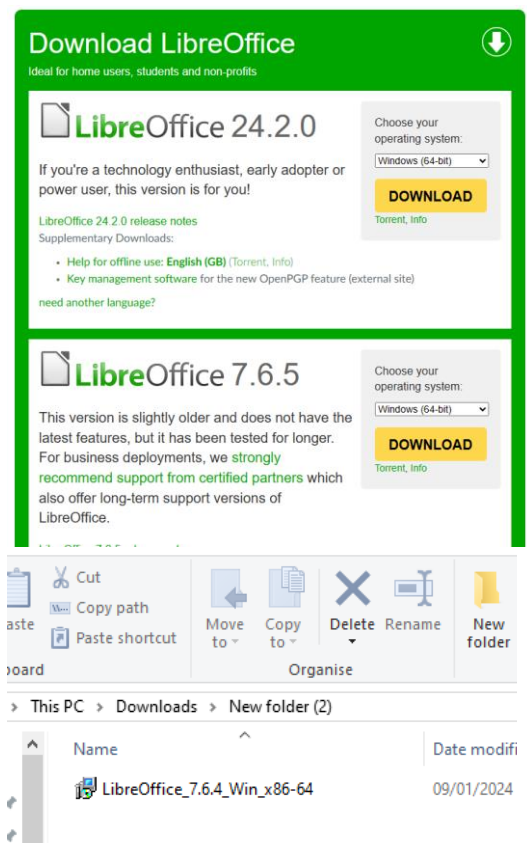 Download LibreOffice
Ideal for home users, students and non-profits
LibreOffice 24.2.0
If you're a technology enthusiast, early adopter or
power user, this version is for you!
LibreOffice 24.2.0 release notes
Supplementary Downloads:
Help for offline use: English (GB) (Torrent, Info)
Key management software for the new OpenPGP feature (external site)
need another language?
Choose your
operating system:
Windows (64-bit)
DOWNLOAD
Torrent, Info
LibreOffice 7.6.5
This version is slightly older and does not have the
latest features, but it has been tested for longer.
For business deployments, we strongly
recommend support from certified partners which
also offer long-term support versions of
LibreOffice.
Choose your
operating system:
Windows (64-bit)
DOWNLOAD
Torrent, Info
aste
Cut
Copy path
Paste shortcut
oard
Move
to
Copy
to
Delete
Rename
New
folder
Organise
> This PC > Downloads > New folder (2)
Name
Date modifi
LibreOffice_7.6.4_Win_x86-64
09/01/2024